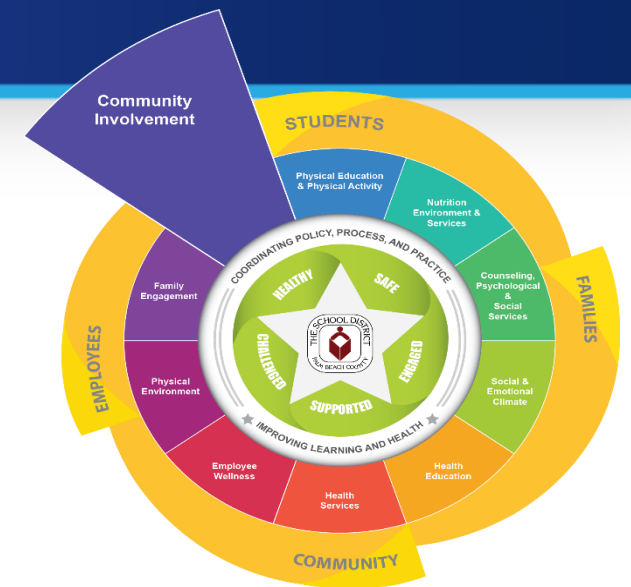 Community
Involvement
STUDENTS
Physical Education
& Physical Activity
Nutrition
Environment &
Services
Counseling,
Psychological
&
Social
Services
Social &
Emotional
Climate
Health
Education
Health
Services
Employee
Wellness
Physical
Environment
Family
Engagement
FAMILIES
COMMUNITY
EMPLOYEES
COORDINATING POLICY, PROCESS, AND PRACTICE
IMPROVING LEARNING AND HEALTH
HEALTHY
SAFE
ENGAGED
SUPPORTED
CHALLENGED
THE SCHOOL DISTRICT
PALM BEACH COUNTY